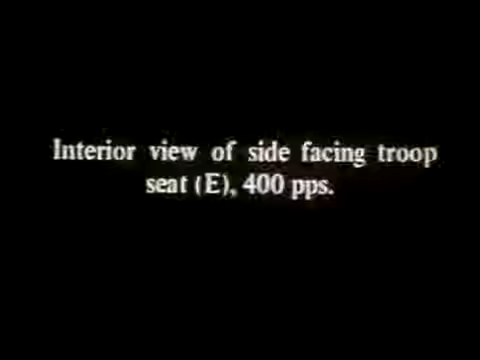 Interior view of side facing troop
seat (E), 400 pps.